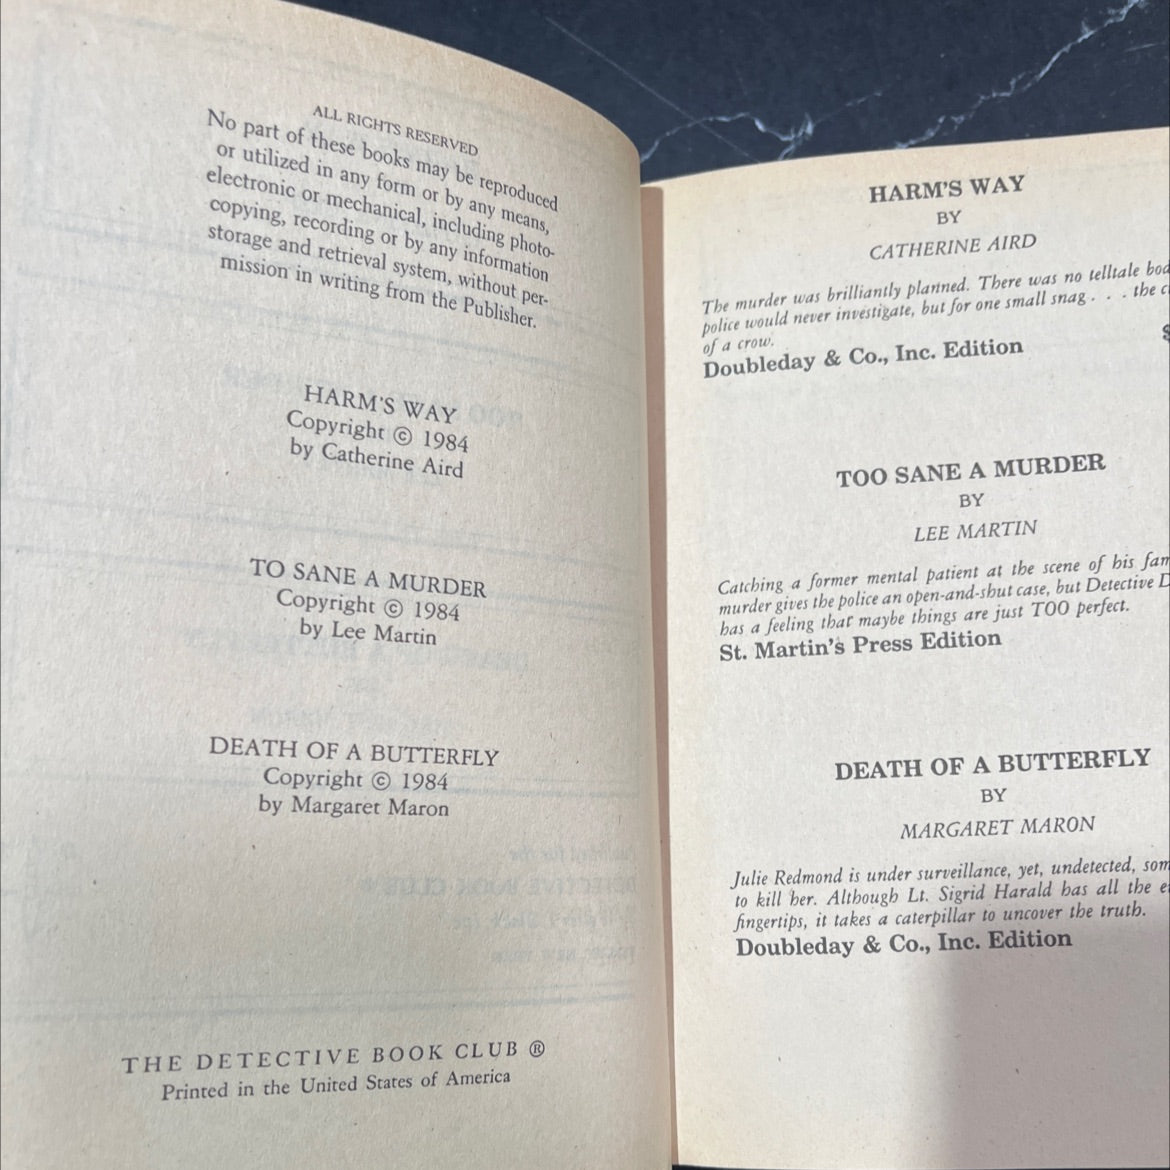 ALL RIGHTS RESERVED
No part of these books may be reproduced
or utilized in any form or by any means,
electronic or mechanical, including photo-
copying, recording or by any information
storage and retrieval system, without per-
mission in writing from the Publisher.
HARM'S WAY
Copyright © 1984
by Catherine Aird
TO SANE A MURDER
Copyright © 1984
by Lee Martin
DEATH OF A BUTTERFLY
Copyright © 1984
by Margaret Maron
THE DETECTIVE BOOK CLUB ®
Printed in the United States of America
HARM'S WAY
BY
CATHERINE AIRD
The murder was brilliantly planned. There was no telltale
police would never investigate, but for one small snag . . . the
of a crow.
Doubleday & Co., Inc. Edition
$
TOO SANE A MURDER
BY
LEE MARTIN
Catching a former mental patient at the scene of his
murder gives the police an open-and-shut case, but Detective
has a feeling that maybe things are just TOO perfect.
St. Martin's Press Edition
DEATH OF A BUTTERFLY
BY
MARGARET MARON
Julie Redmond is under surveillance, yet, undetected,
to kill her. Although Lt. Sigrid Harald has all the
fingertips, it takes a caterpillar to uncover the truth.
Doubleday & Co., Inc. Edition